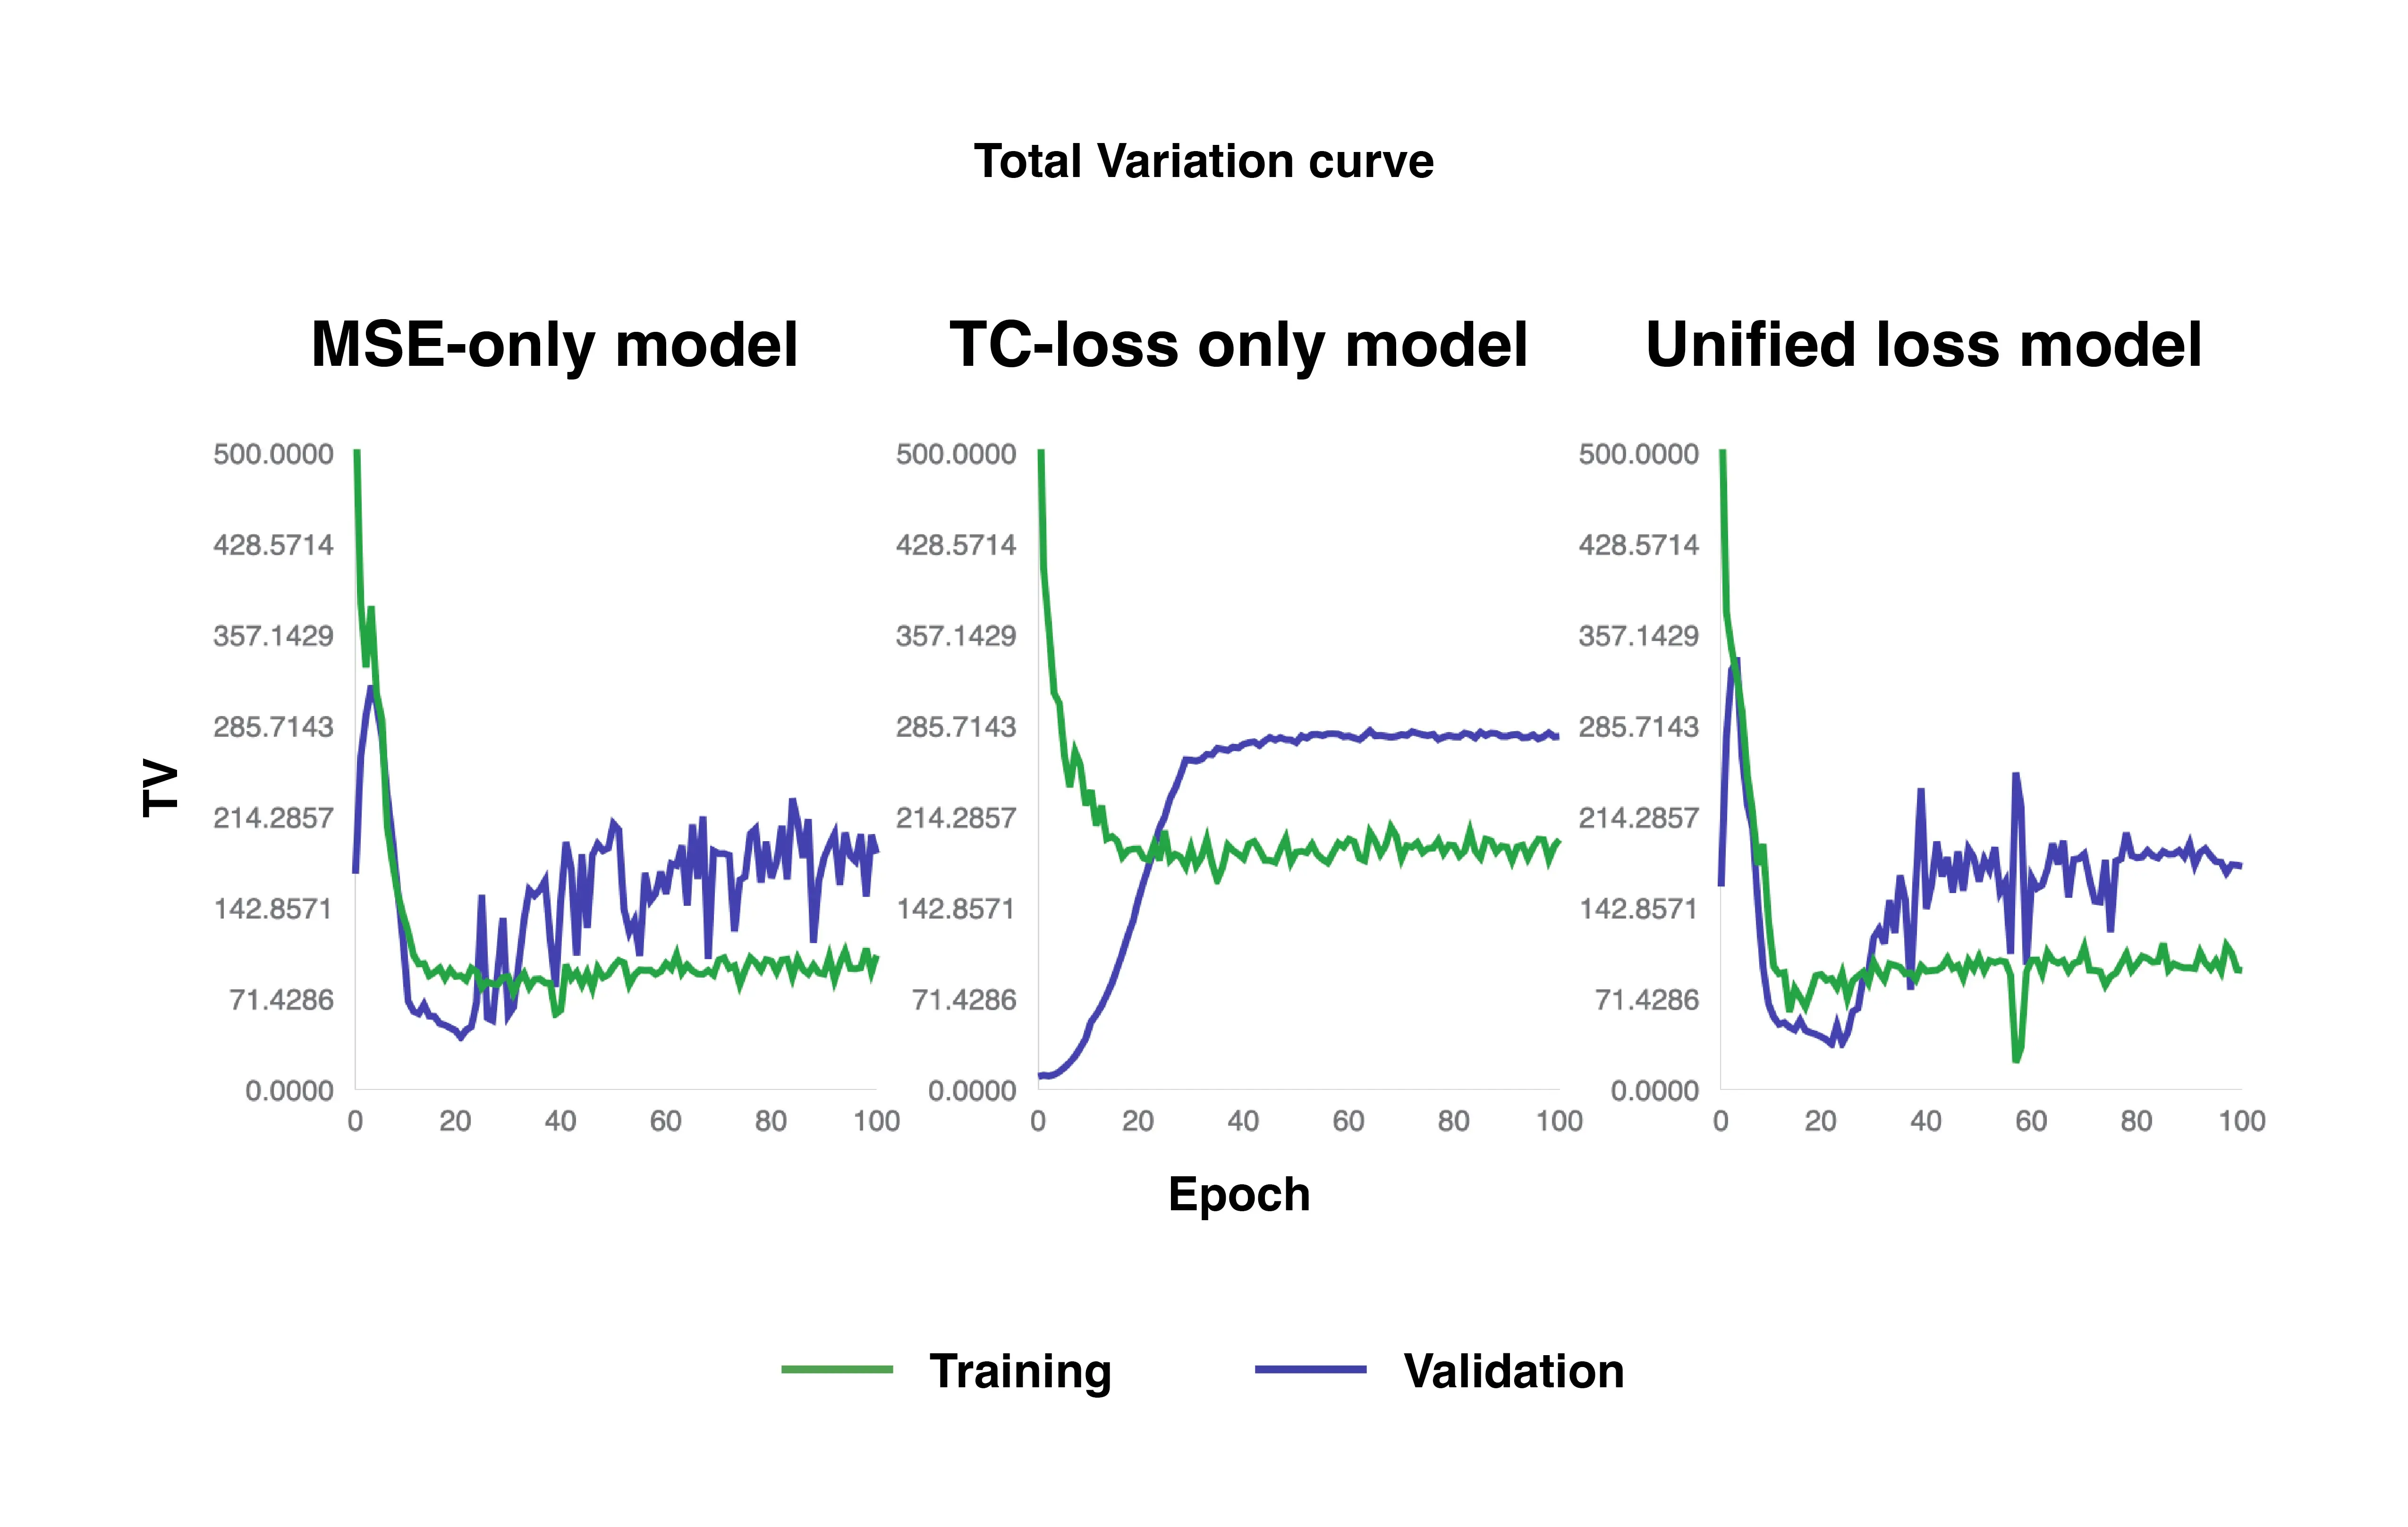 Total Variation curve
MSE-only model
TC-loss only model
Unified loss model
TV
500.0000
428.5714
357.1429
285.7143
214.2857
142.8571
71.4286
0.0000
0 20 40 60 80 100
500.0000
428.5714
357.1429
285.7143
214.2857
142.8571
71.4286
0.0000
0 20 40 60 80 100
500.0000
428.5714
357.1429
285.7143
214.2857
142.8571
71.4286
0.0000
0 20 40 60 80 100
Epoch
Training
Validation